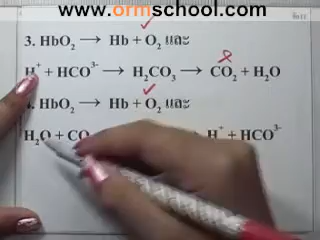 www.ormschool.com
3. HbO₂ → Hb + O₂ และ
H⁺ + HCO³⁻ → H₂CO₃ → CO₂ + H₂O
HbO₂ → Hb + O₂ และ
H₂O + CO H⁺ + HCO³⁻